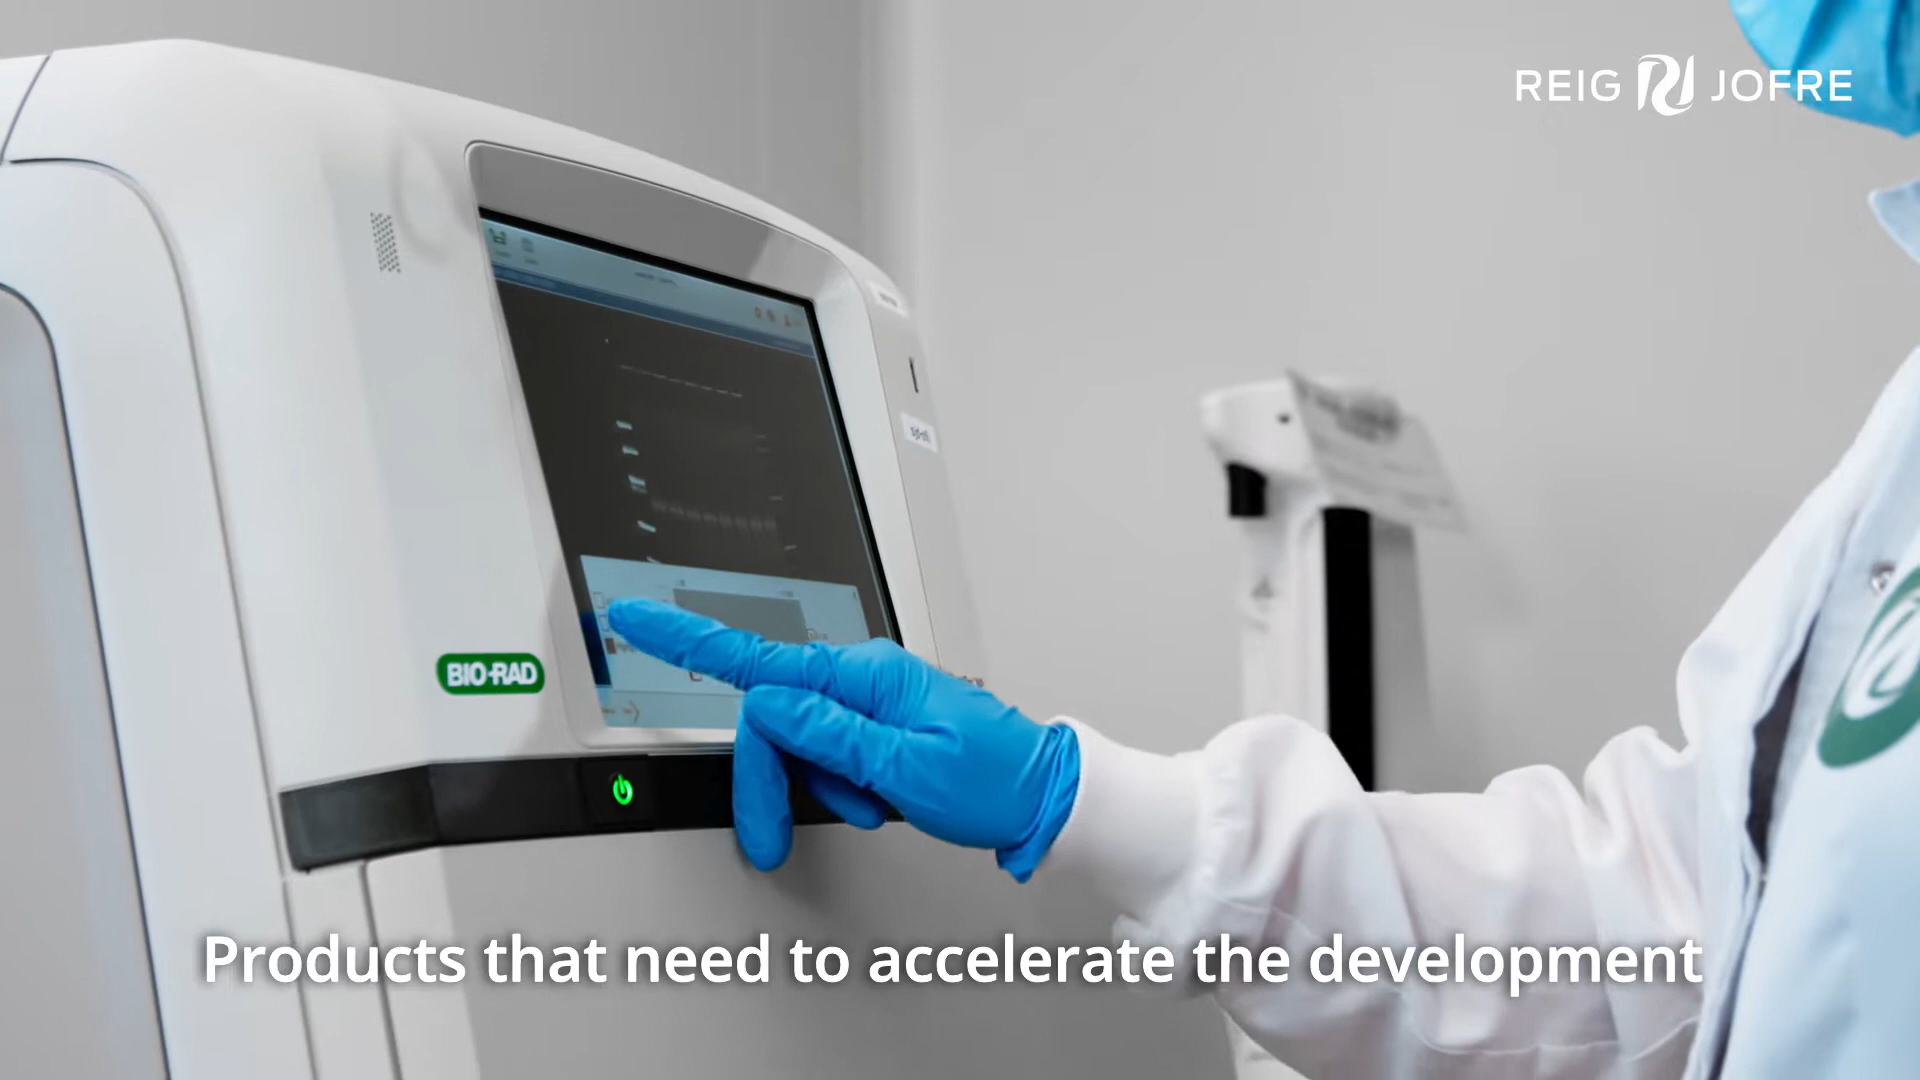 REIG JOFRE
BIO-RAD
Products that need to accelerate the development